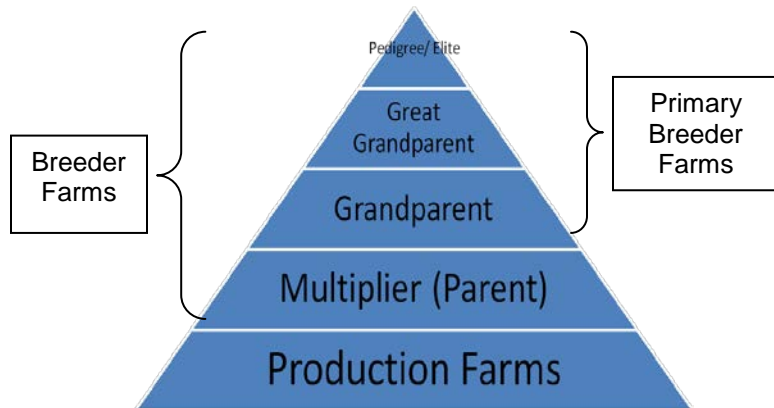 Pedigree/ Elite
Great
Grandparent
Grandparent
Multiplier (Parent)
Production Farms
Breeder
Farms
Primary
Breeder
Farms